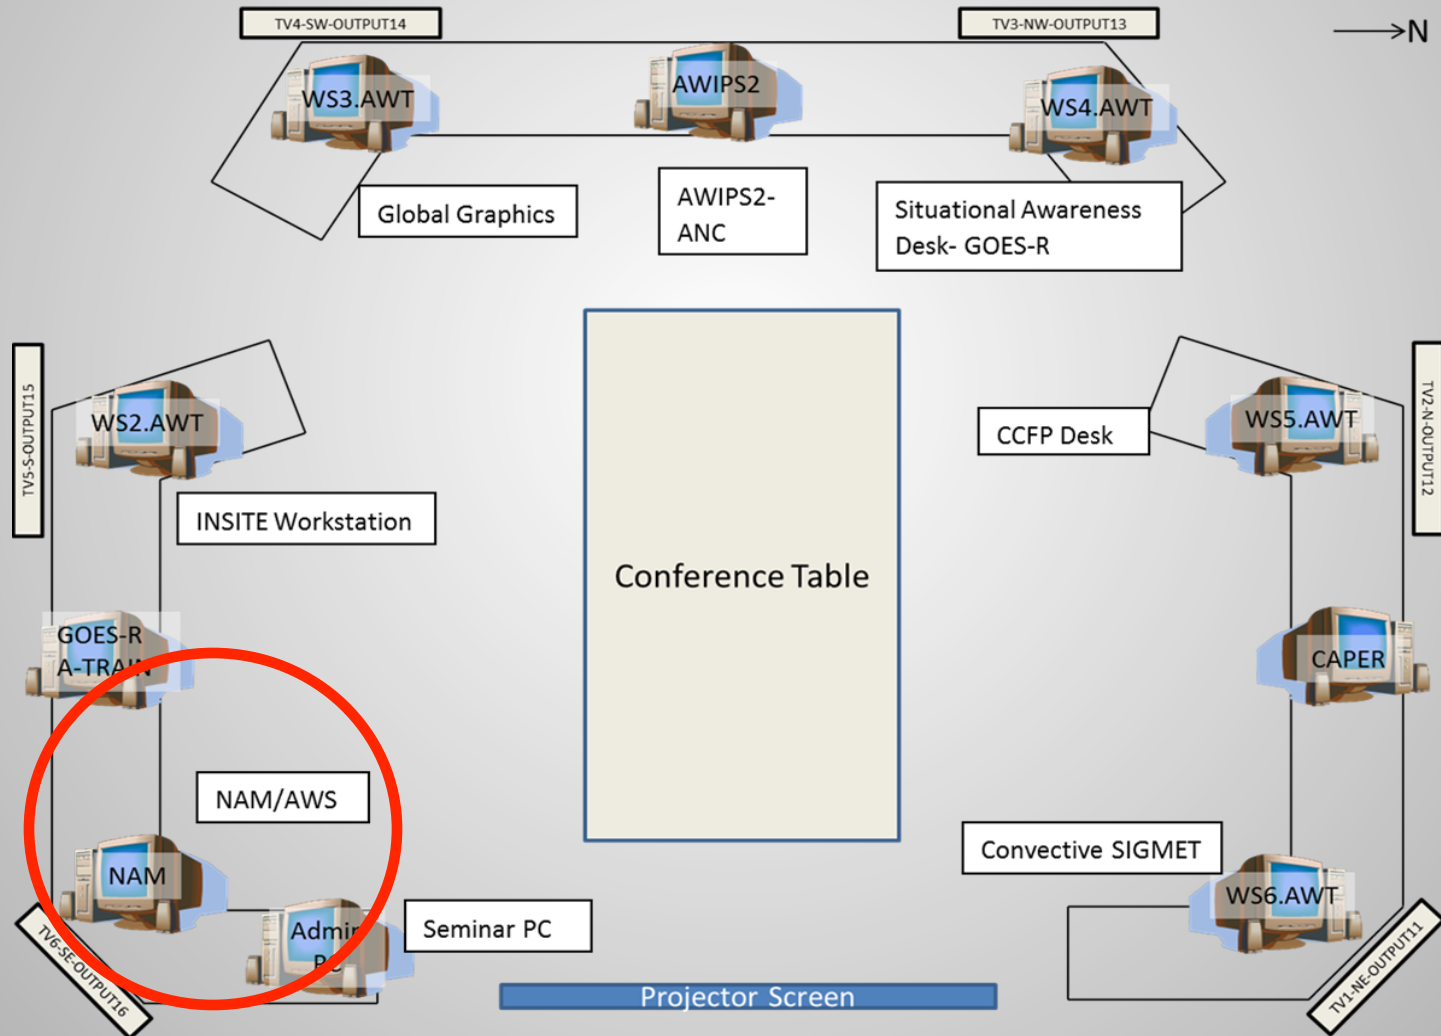 TV4-SW-OUTPUT14
TV3-NW-OUTPUT13
N
WS3.AWT
AWIPS2
WS4.AWT
Global Graphics
AWIPS2-
ANC
Situational Awareness
Desk- GOES-R
TV5-S-OUTPUT15
WS2.AWT
INSITE Workstation
CCFP Desk
WS5.AWT
TV2-N-OUTPUT12
Conference Table
GOES-R
A-TRAIN
CAPER
NAM/AWS
NAM
Convective SIGMET
WS6.AWT
Admin
PC
Seminar PC
TV6-SE-OUTPUT16
TV1-NE-OUTPUT11
Projector Screen